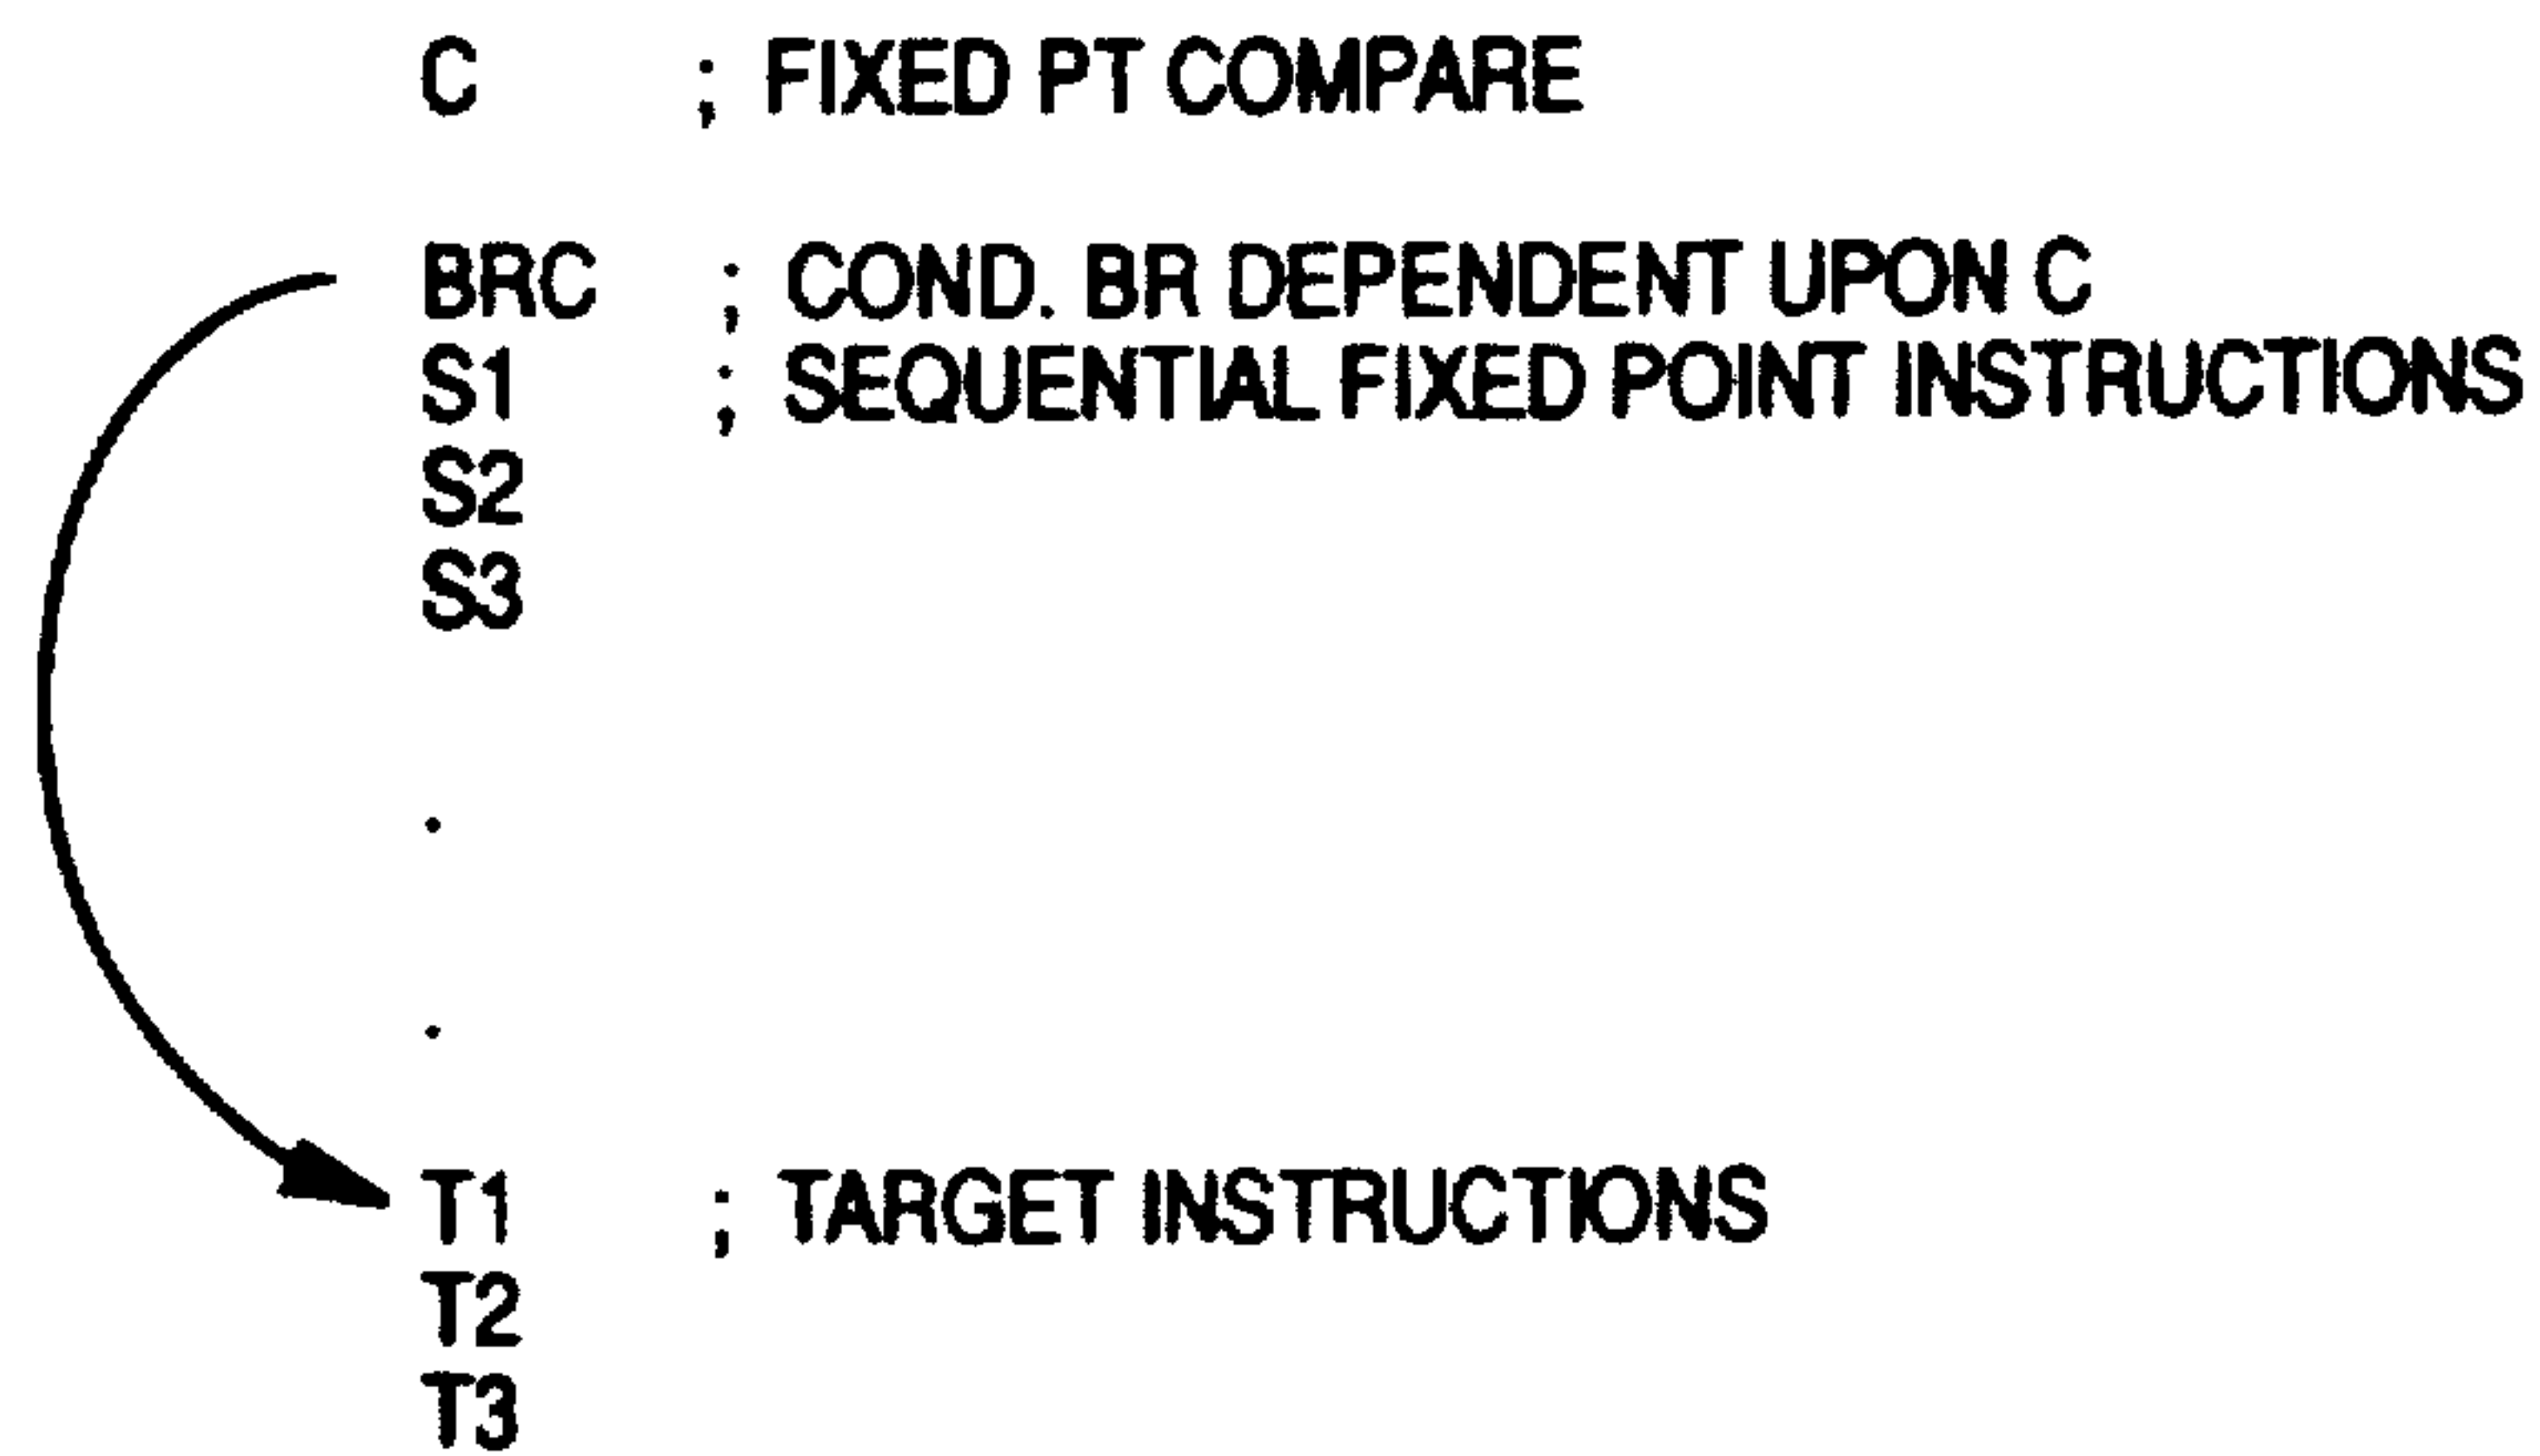 C ; FIXED PT COMPARE
BRC ; COND. BR DEPENDENT UPON C
S1 ; SEQUENTIAL FIXED POINT INSTRUCTIONS
S2
S3
.
.
T1 ; TARGET INSTRUCTIONS
T2
T3